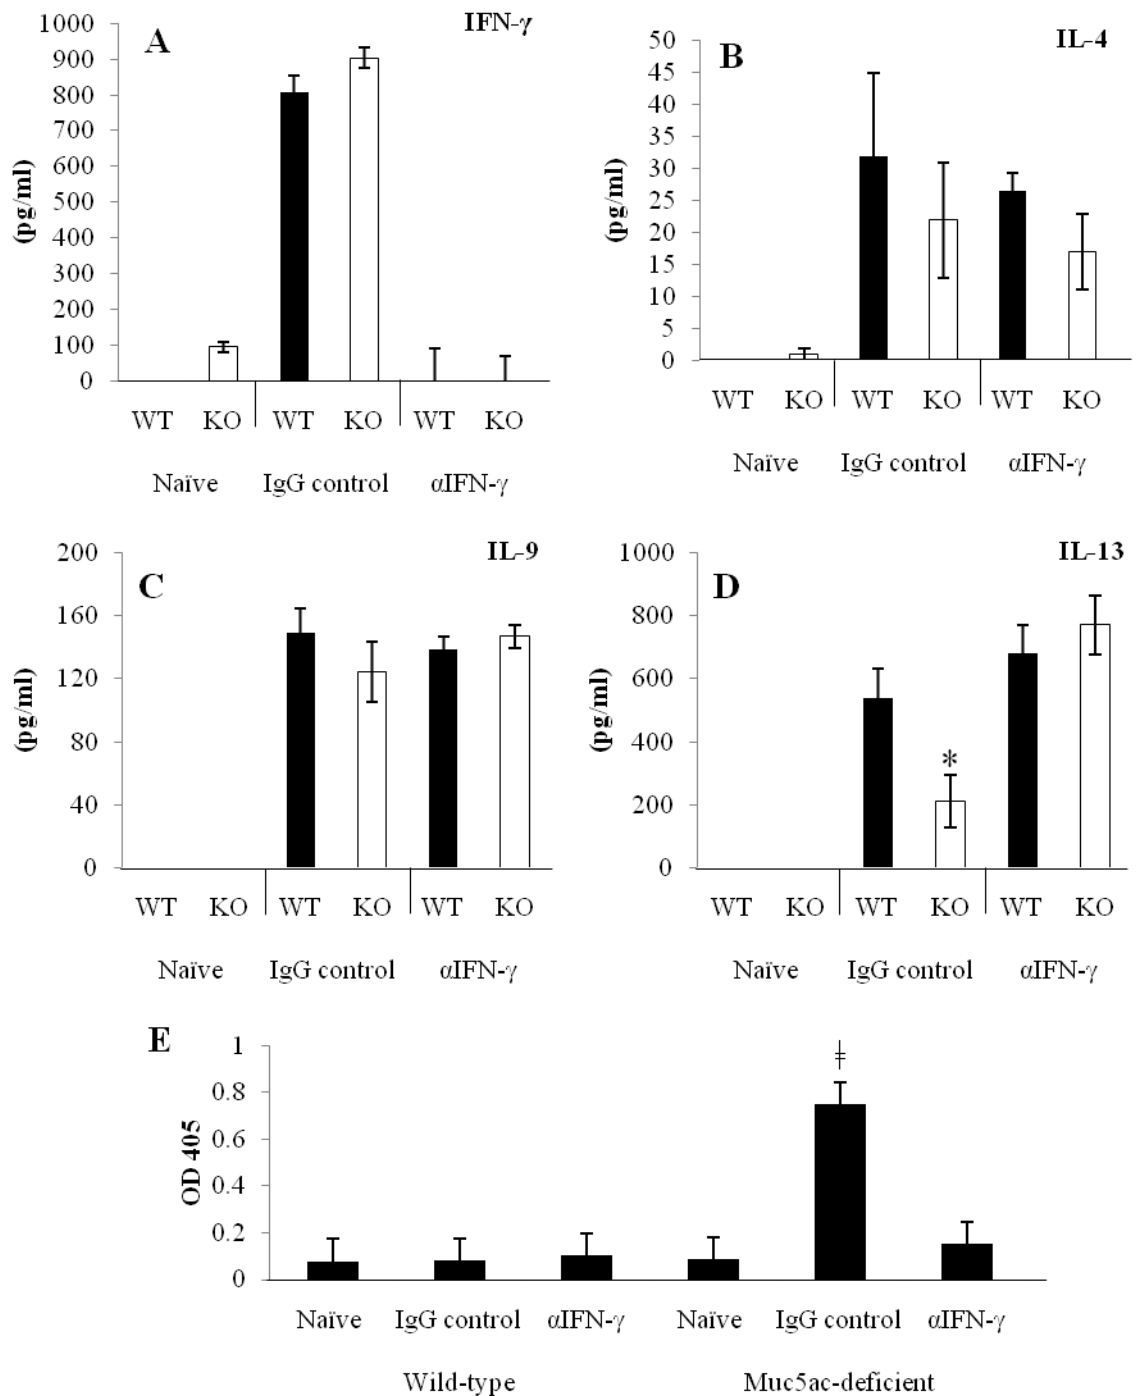 A
IFN-γ
1000
900
800
700
600
500
400
300
200
100
0
(pg/ml)
WT KO WT KO WT KO
Naïve IgG control αIFN-γ
B
IL-4
50
45
40
35
30
25
20
15
10
5
0
(pg/ml)
WT KO WT KO WT KO
Naïve IgG control αIFN-γ
C
IL-9
200
160
120
80
40
0
(pg/ml)
WT KO WT KO WT KO
Naïve IgG control αIFN-γ
D
IL-13
1000
800
600
400
200
0
(pg/ml)
*
WT KO WT KO WT KO
Naïve IgG control αIFN-γ
E
1
0.8
0.6
0.4
0.2
0
OD 405
ǂ
Naïve IgG control αIFN-γ Naïve IgG control αIFN-γ
Wild-type Muc5ac-deficient